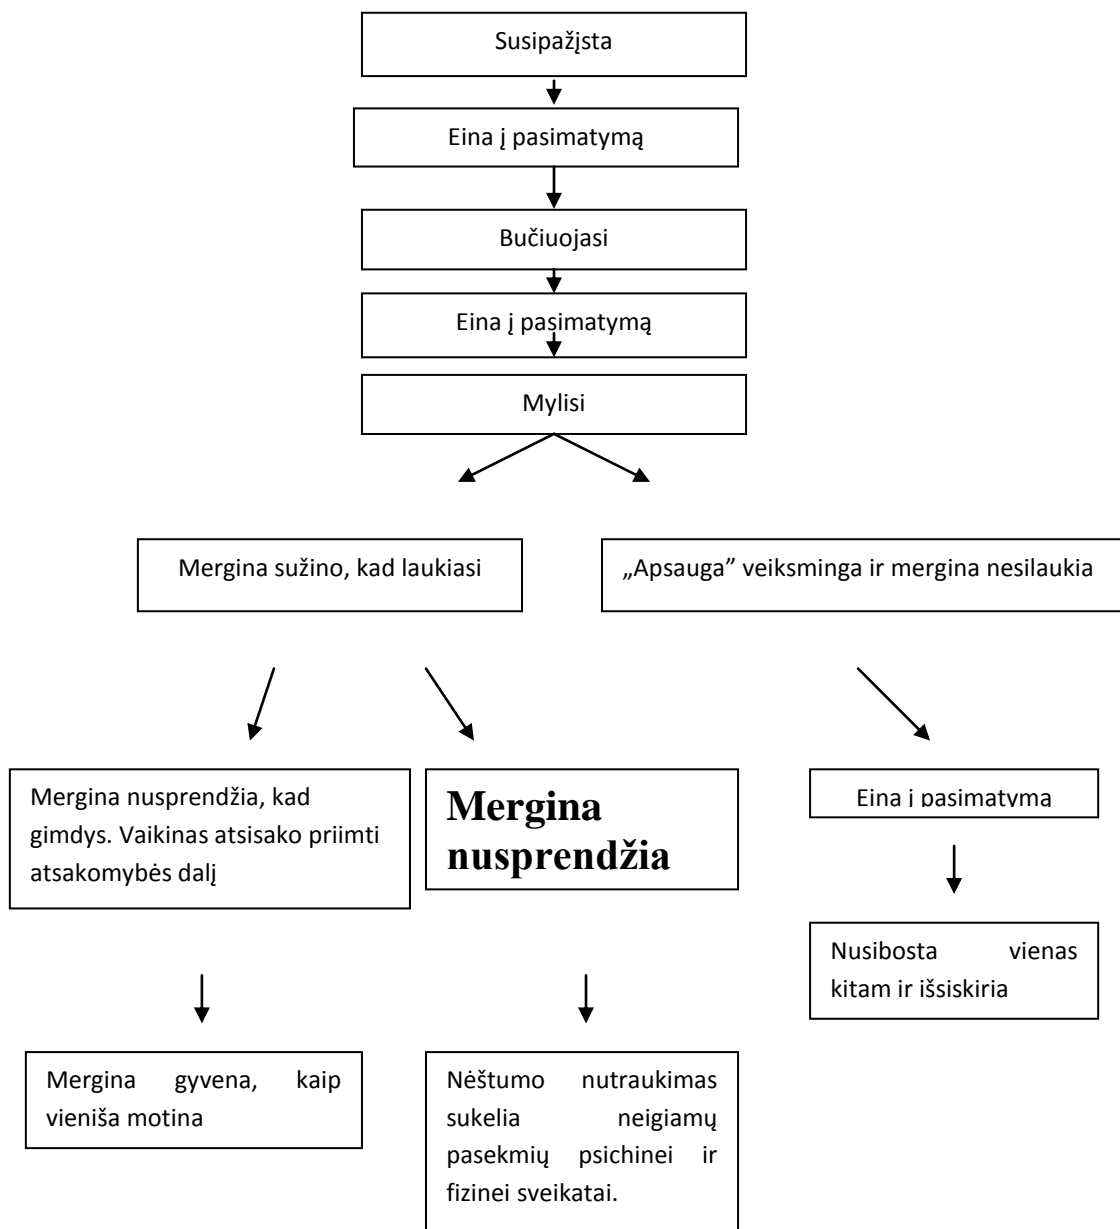 Susipažįsta
Eina į pasimatymą
Bučiuojasi
Eina į pasimatymą
Mylisi
Mergina sužino, kad laukiasi
„Apsauga” veiksminga ir mergina nesilaukia
Mergina nusprendžia, kad
gimdys. Vaikinas atsisako priimti
atsakomybės dalį
Mergina
nusprendžia
Eina į pasimatymą
Nusibosta vienas
kitam ir išsiskiria
Mergina gyvena, kaip
vieniša motina
Nėštumo nutraukimas
sukelia neigiamų
pasekmių psichinei ir
fizinei sveikatai.